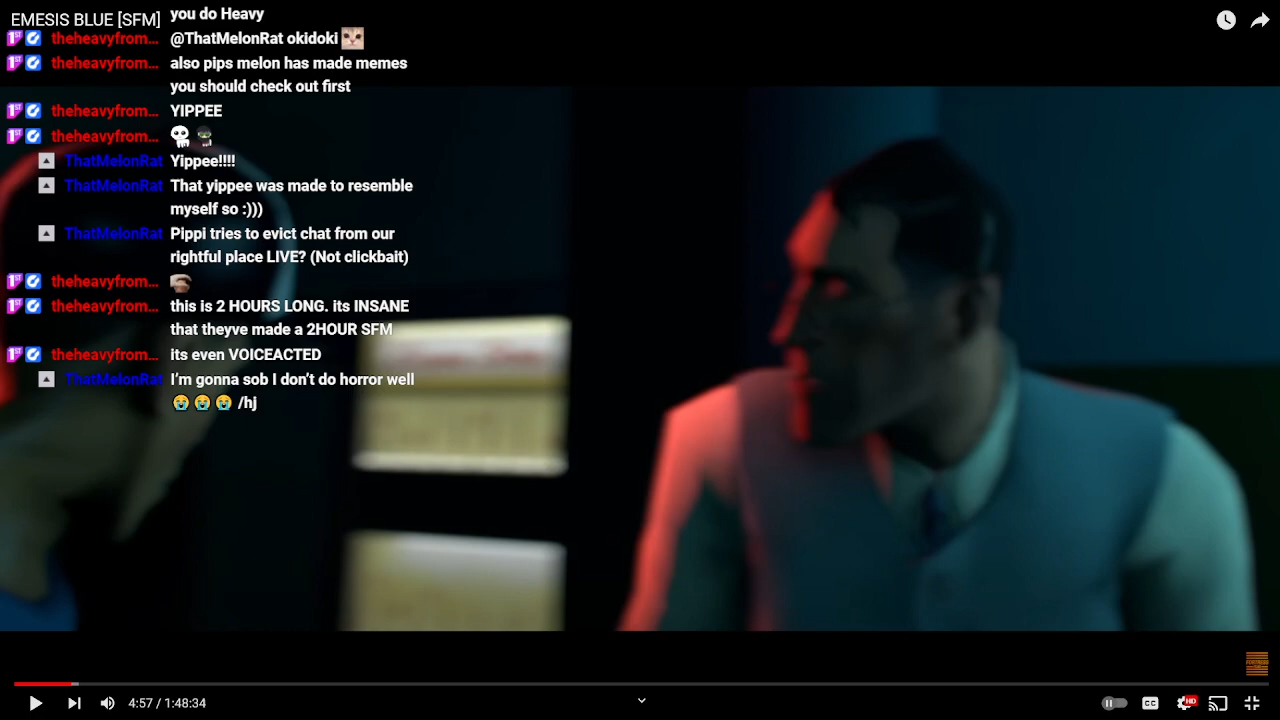 you do Heavy
EMESIS BLUE [SFM]
theheavyfrom... @ThatMelonRat okidoki
theheavyfrom... also pips melon has made memes
you should check out first
theheavyfrom... YIPPEE
theheavyfrom...
ThatMelonRat Yippee!!!!
ThatMelonRat That yippee was made to resemble
myself so :)))
ThatMelonRat Pippi tries to evict chat from our
rightful place LIVE? (Not clickbait)
theheavyfrom...
theheavyfrom... this is 2 HOURS LONG. its INSANE
that theyve made a 2HOUR SFM
theheavyfrom... its even VOICEACTED
ThatMelonRat I’m gonna sob I don’t do horror well
😭 😭 😭 /hj
4:57 / 1:48:34
CC
HD